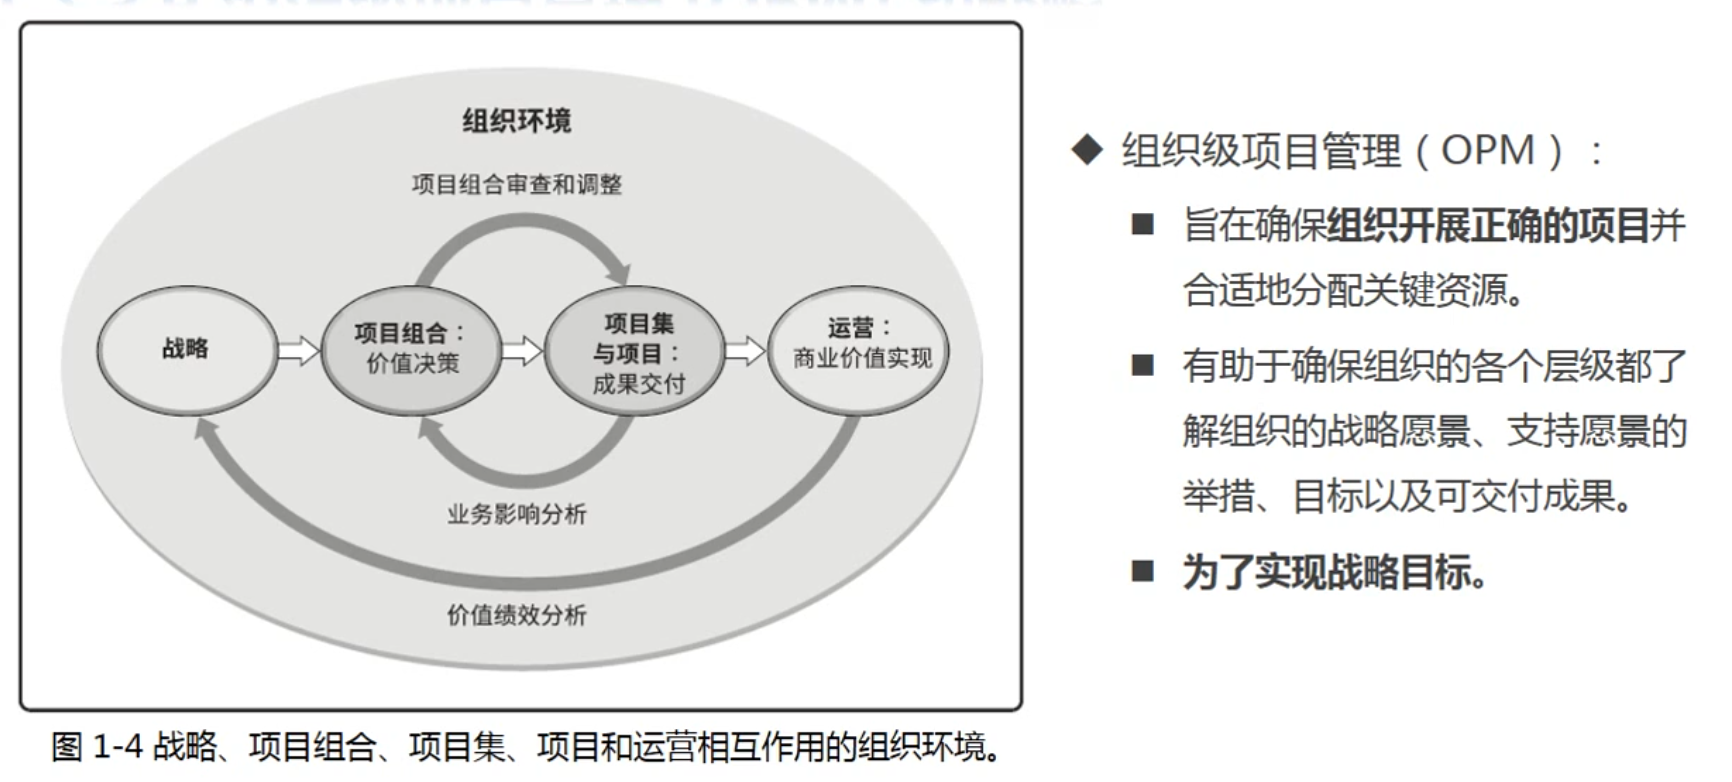 组织环境
项目组合审查和调整
战略
项目组合：
价值决策
项目集
与项目：
成果交付
运营：
商业价值实现
业务影响分析
价值绩效分析
图 1-4 战略、项目组合、项目集、项目和运营相互作用的组织环境。
◆ 组织级项目管理（OPM）：
■ 旨在确保组织开展正确的项目并
合适地分配关键资源。
■ 有助于确保组织的各个层级都了
解组织的战略愿景、支持愿景的
举措、目标以及可交付成果。
■ 为了实现战略目标。